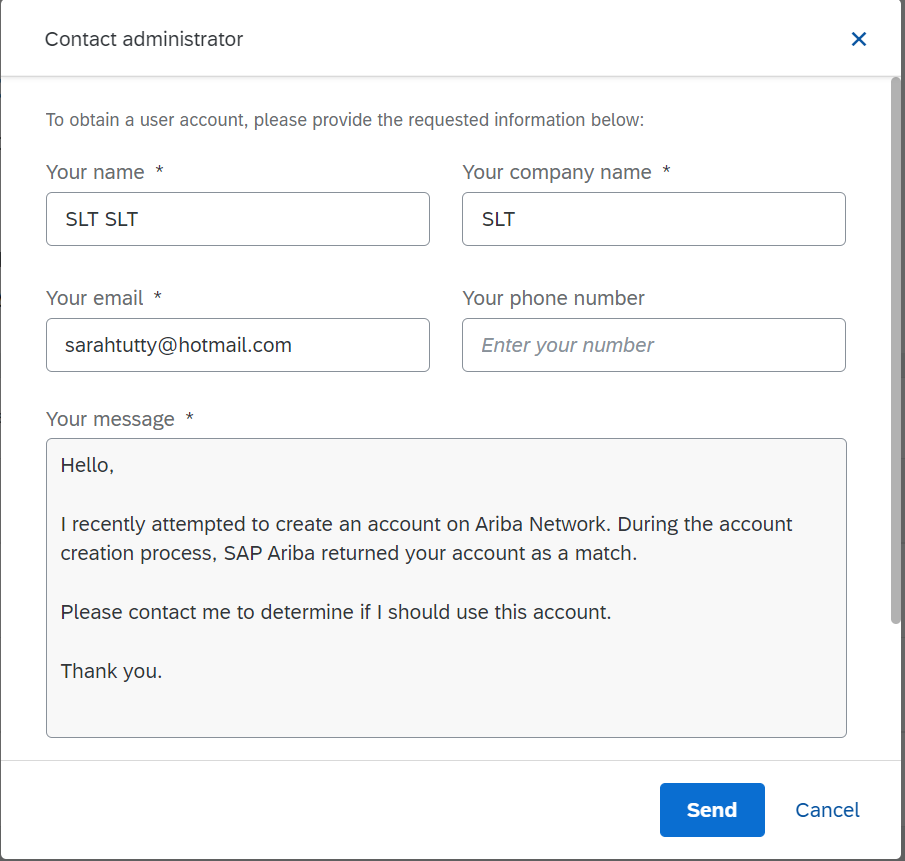 Contact administrator
To obtain a user account, please provide the requested information below:
Your name *
Your company name *
SLT SLT
SLT
Your email *
Your phone number
sarahtutty@hotmail.com
Enter your number
Your message *
Hello,
I recently attempted to create an account on Ariba Network. During the account
creation process, SAP Ariba returned your account as a match.
Please contact me to determine if I should use this account.
Thank you.
Send
Cancel